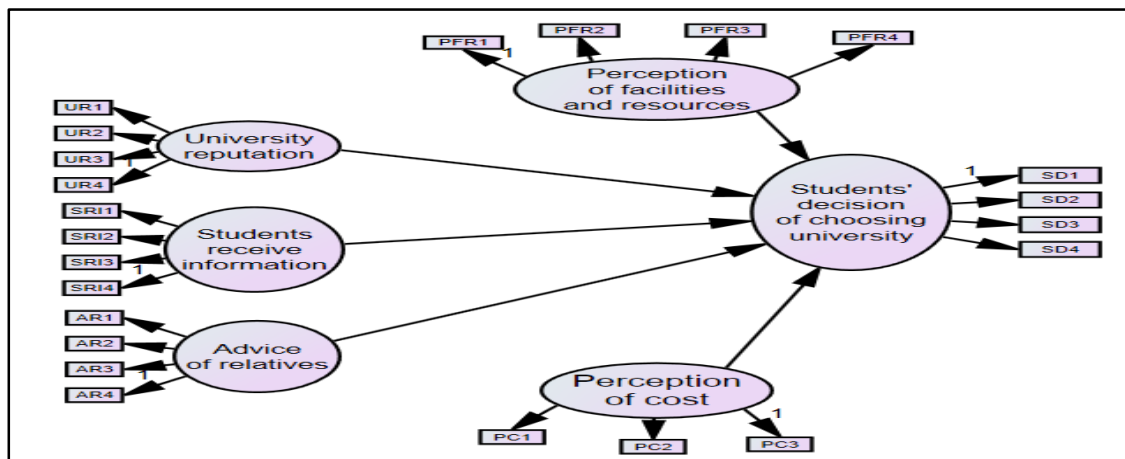 PFR1
1
PFR2
PFR3
PFR4
Perception
of facilities
and resources
UR1
UR2
UR3
1
UR4
University
reputation
SRI1
SRI2
SRI3
1
SRI4
Students
receive
information
AR1
AR2
AR3
1
AR4
Advice
of relatives
Students'
decision
of choosing
university
1
SD1
SD2
SD3
SD4
Perception
of cost
PC1
PC2
1
PC3